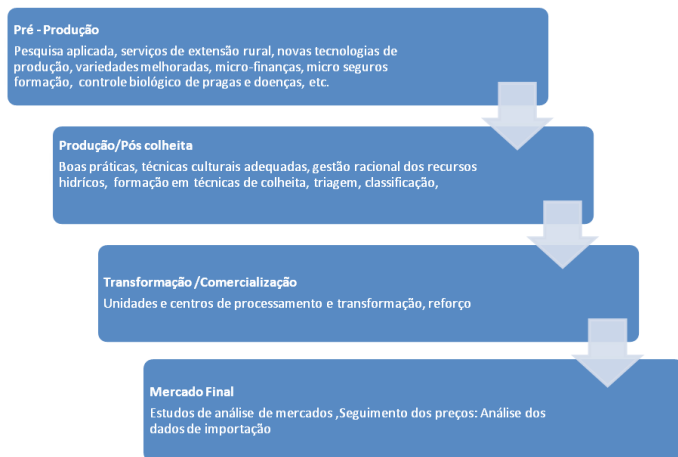 Pré - Produção
Pesquisa aplicada, serviços de extensão rural, novas tecnologias de
produção, variedades melhoradas, micro-finanças, micro seguros
formação, controle biológico de pragas e doenças, etc.
Produção/Pós colheita
Boas práticas, técnicas culturais adequadas, gestão racional dos recursos
hidrícos, formação em técnicas de colheita, triagem, classificação,
Transformação /Comercialização
Unidades e centros de processamento e transformação, reforço
Mercado Final
Estudos de análise de mercados ,Seguimento dos preços: Análise dos
dados de importação